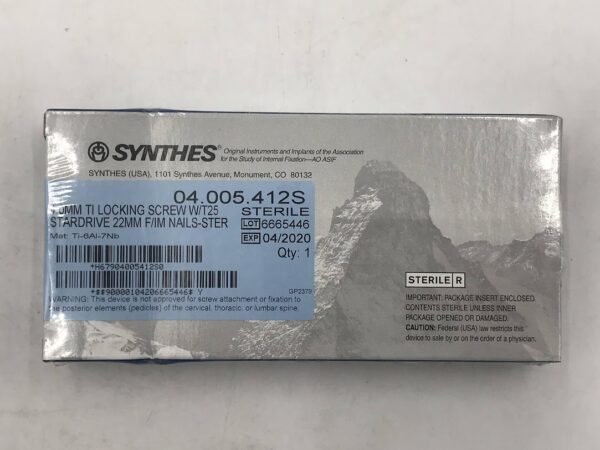 SYNTHES®
Original Instruments and Implants of the Association
for the Study of Internal Fixation—AO ASIF
SYNTHES (USA), 1101 Synthes Avenue, Monument, CO 80132
04.005.412S
TI LOCKING SCREW W/T25 STERILE
STARDRIVE 22MM F/IM NAILS-STER LOT 6665446
Mat: Ti-6Al-7Nb EXP 04/2020
Qty: 1
*H67904005412S0
*+$$90000104206665446* Y GP2379
WARNING: This device is not approved for screw attachment or fixation to
the posterior elements (pedicles) of the cervical, thoracic, or lumbar spine.
STERILE R
IMPORTANT: PACKAGE INSERT ENCLOSED.
CONTENTS STERILE UNLESS INNER
PACKAGE OPENED OR DAMAGED.
CAUTION: Federal (USA) law restricts this
device to sale by or on the order of a physician.